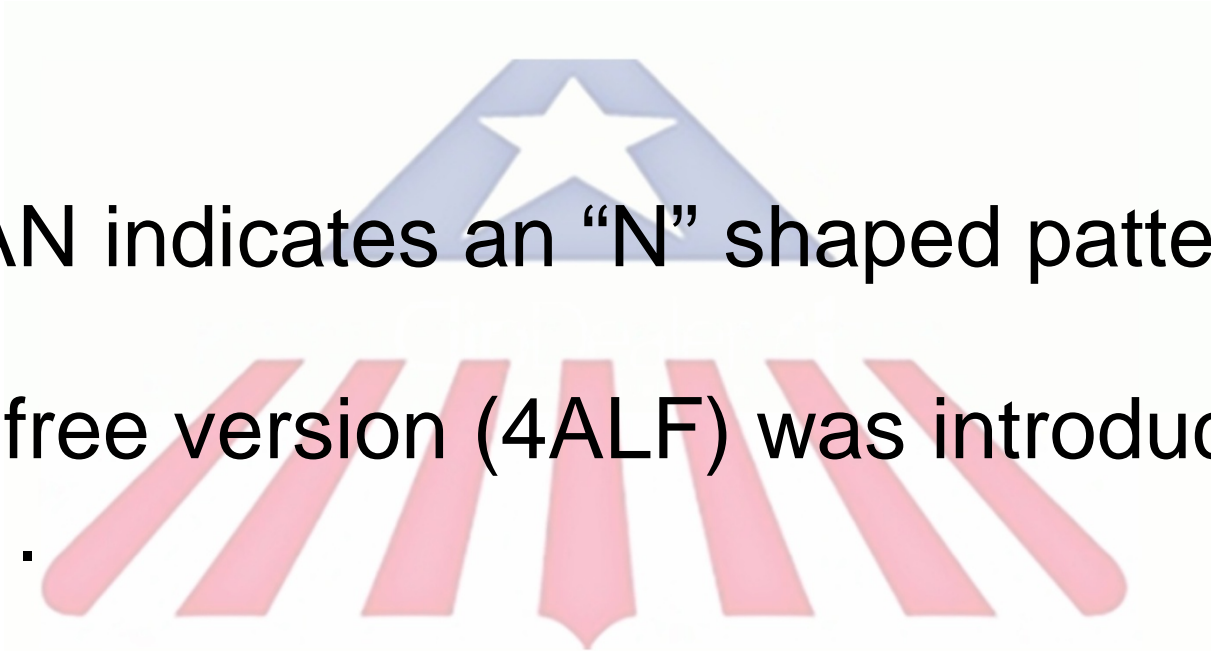 AN indicates an “N” shaped patte
free version (4ALF) was introduc
.